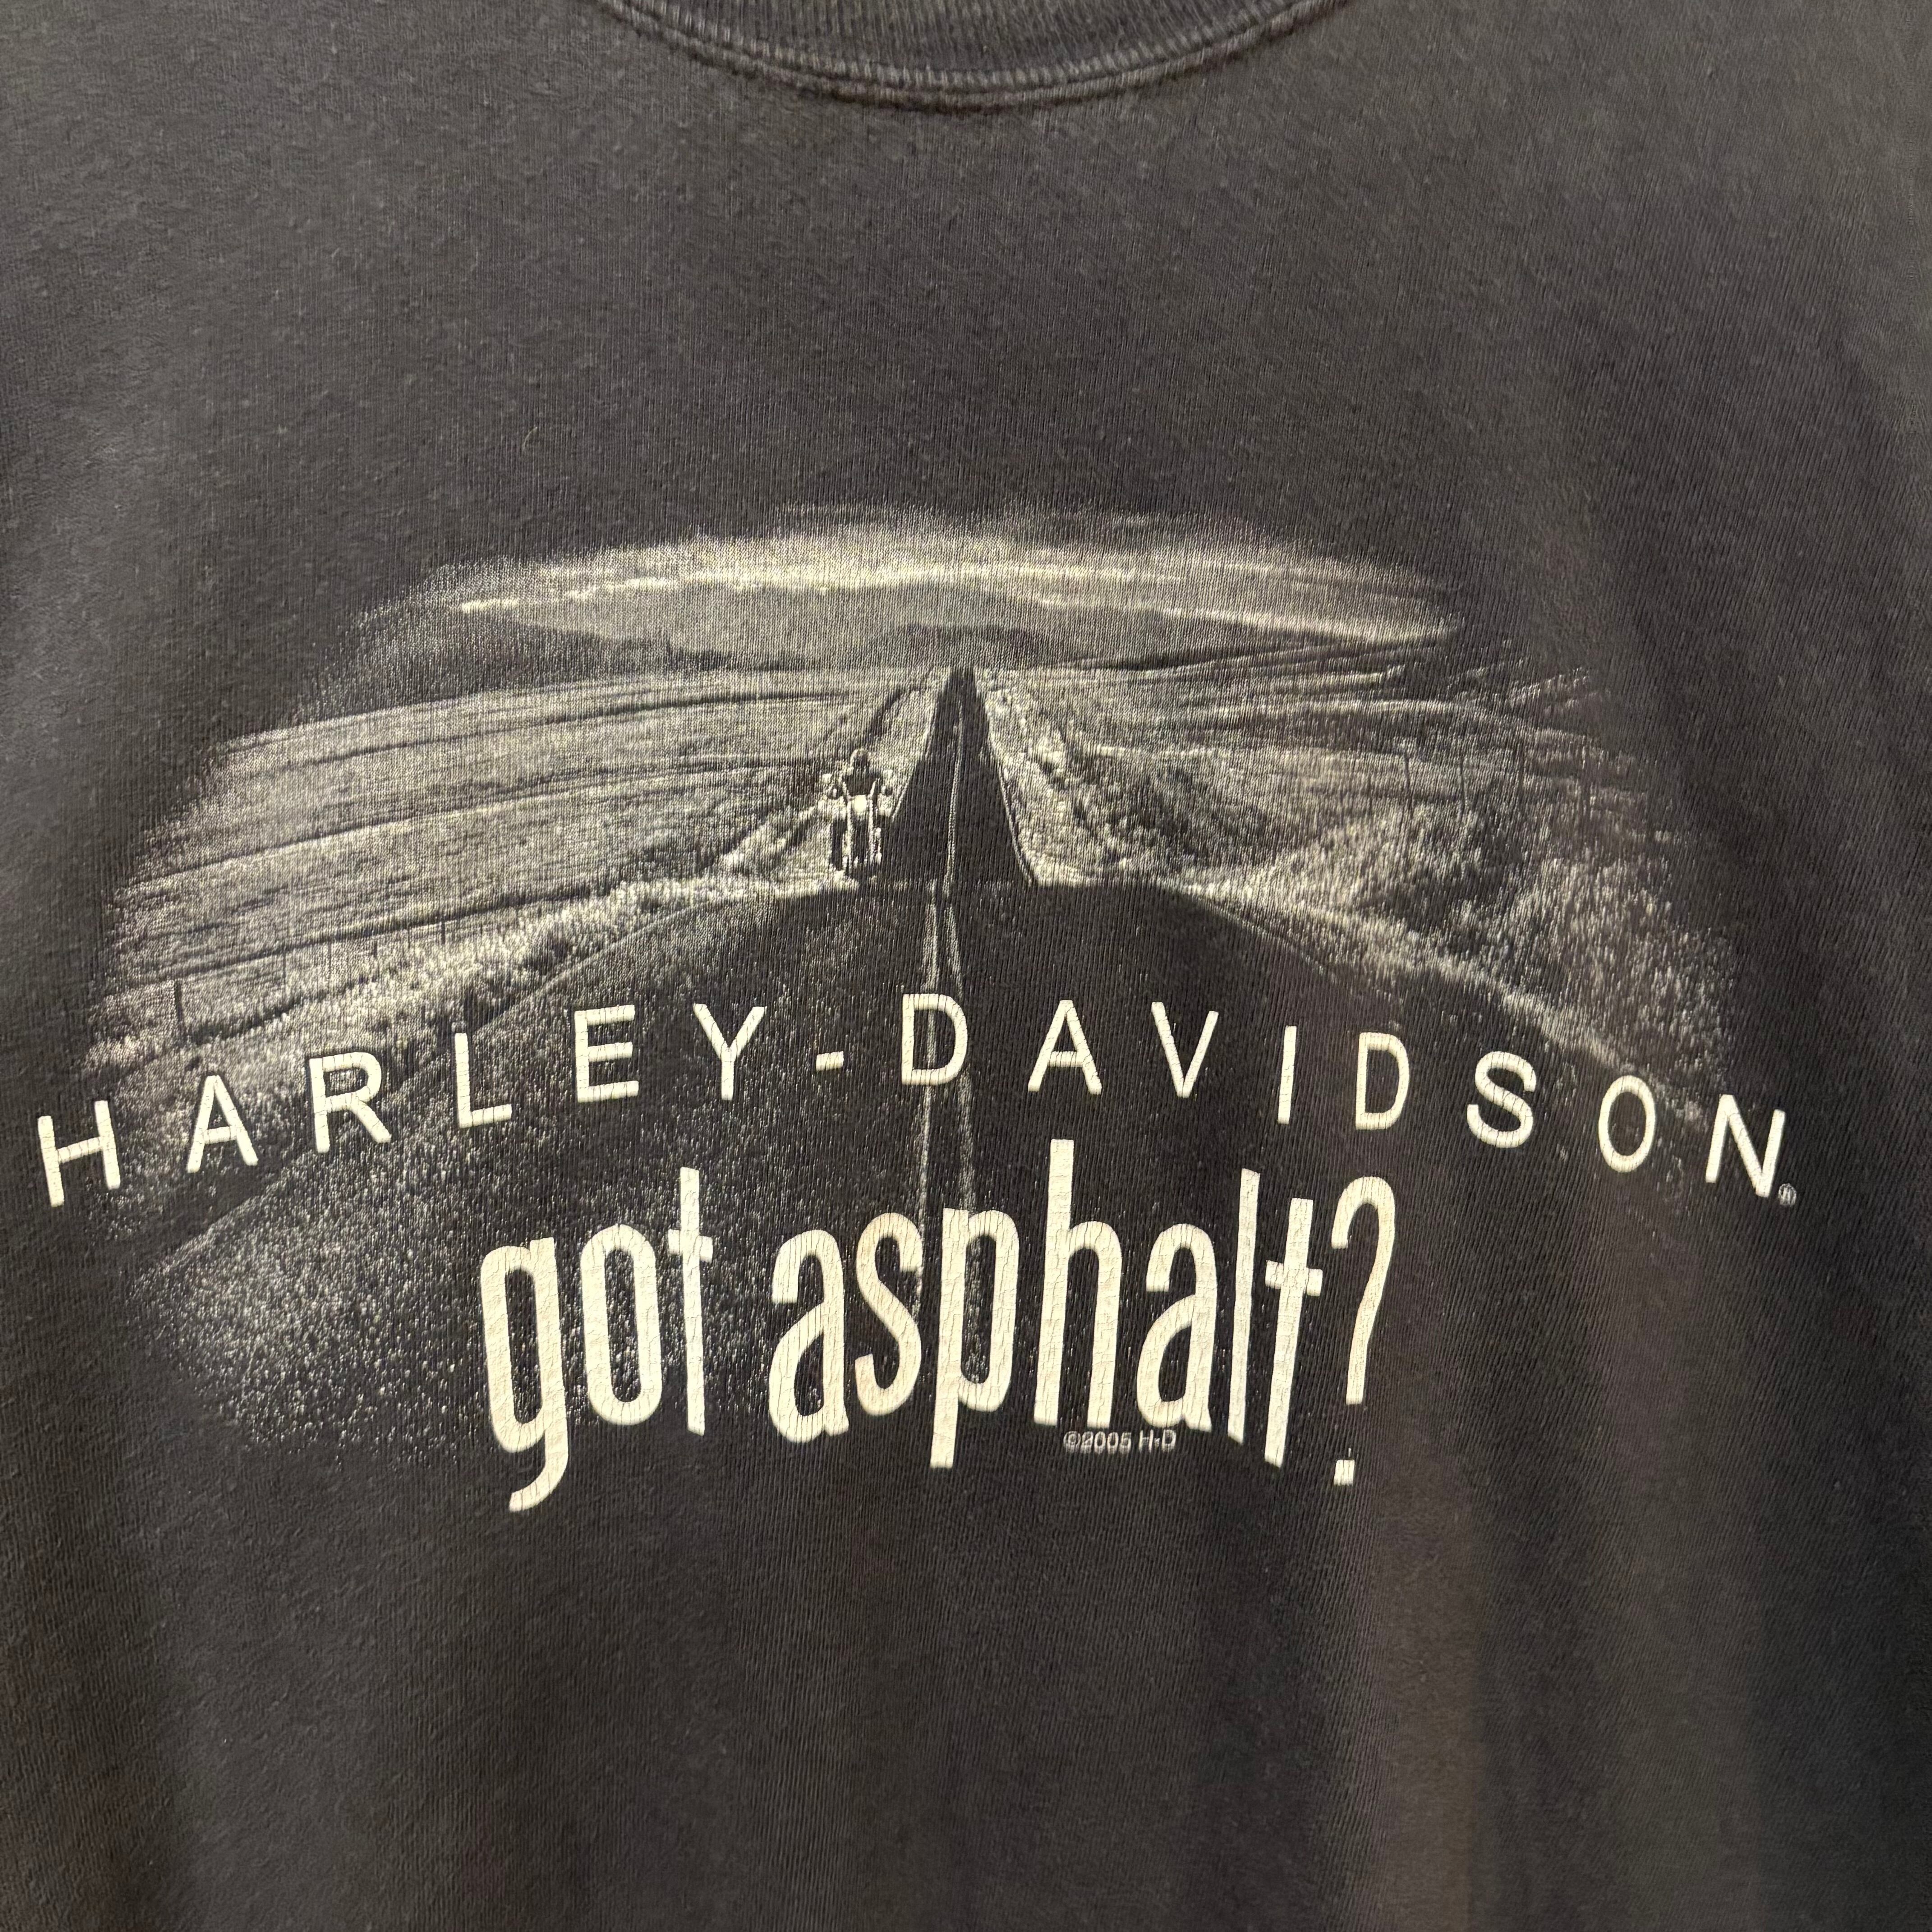 HARLEY-DAVIDSON®
got asphalt?
©2005 H-D